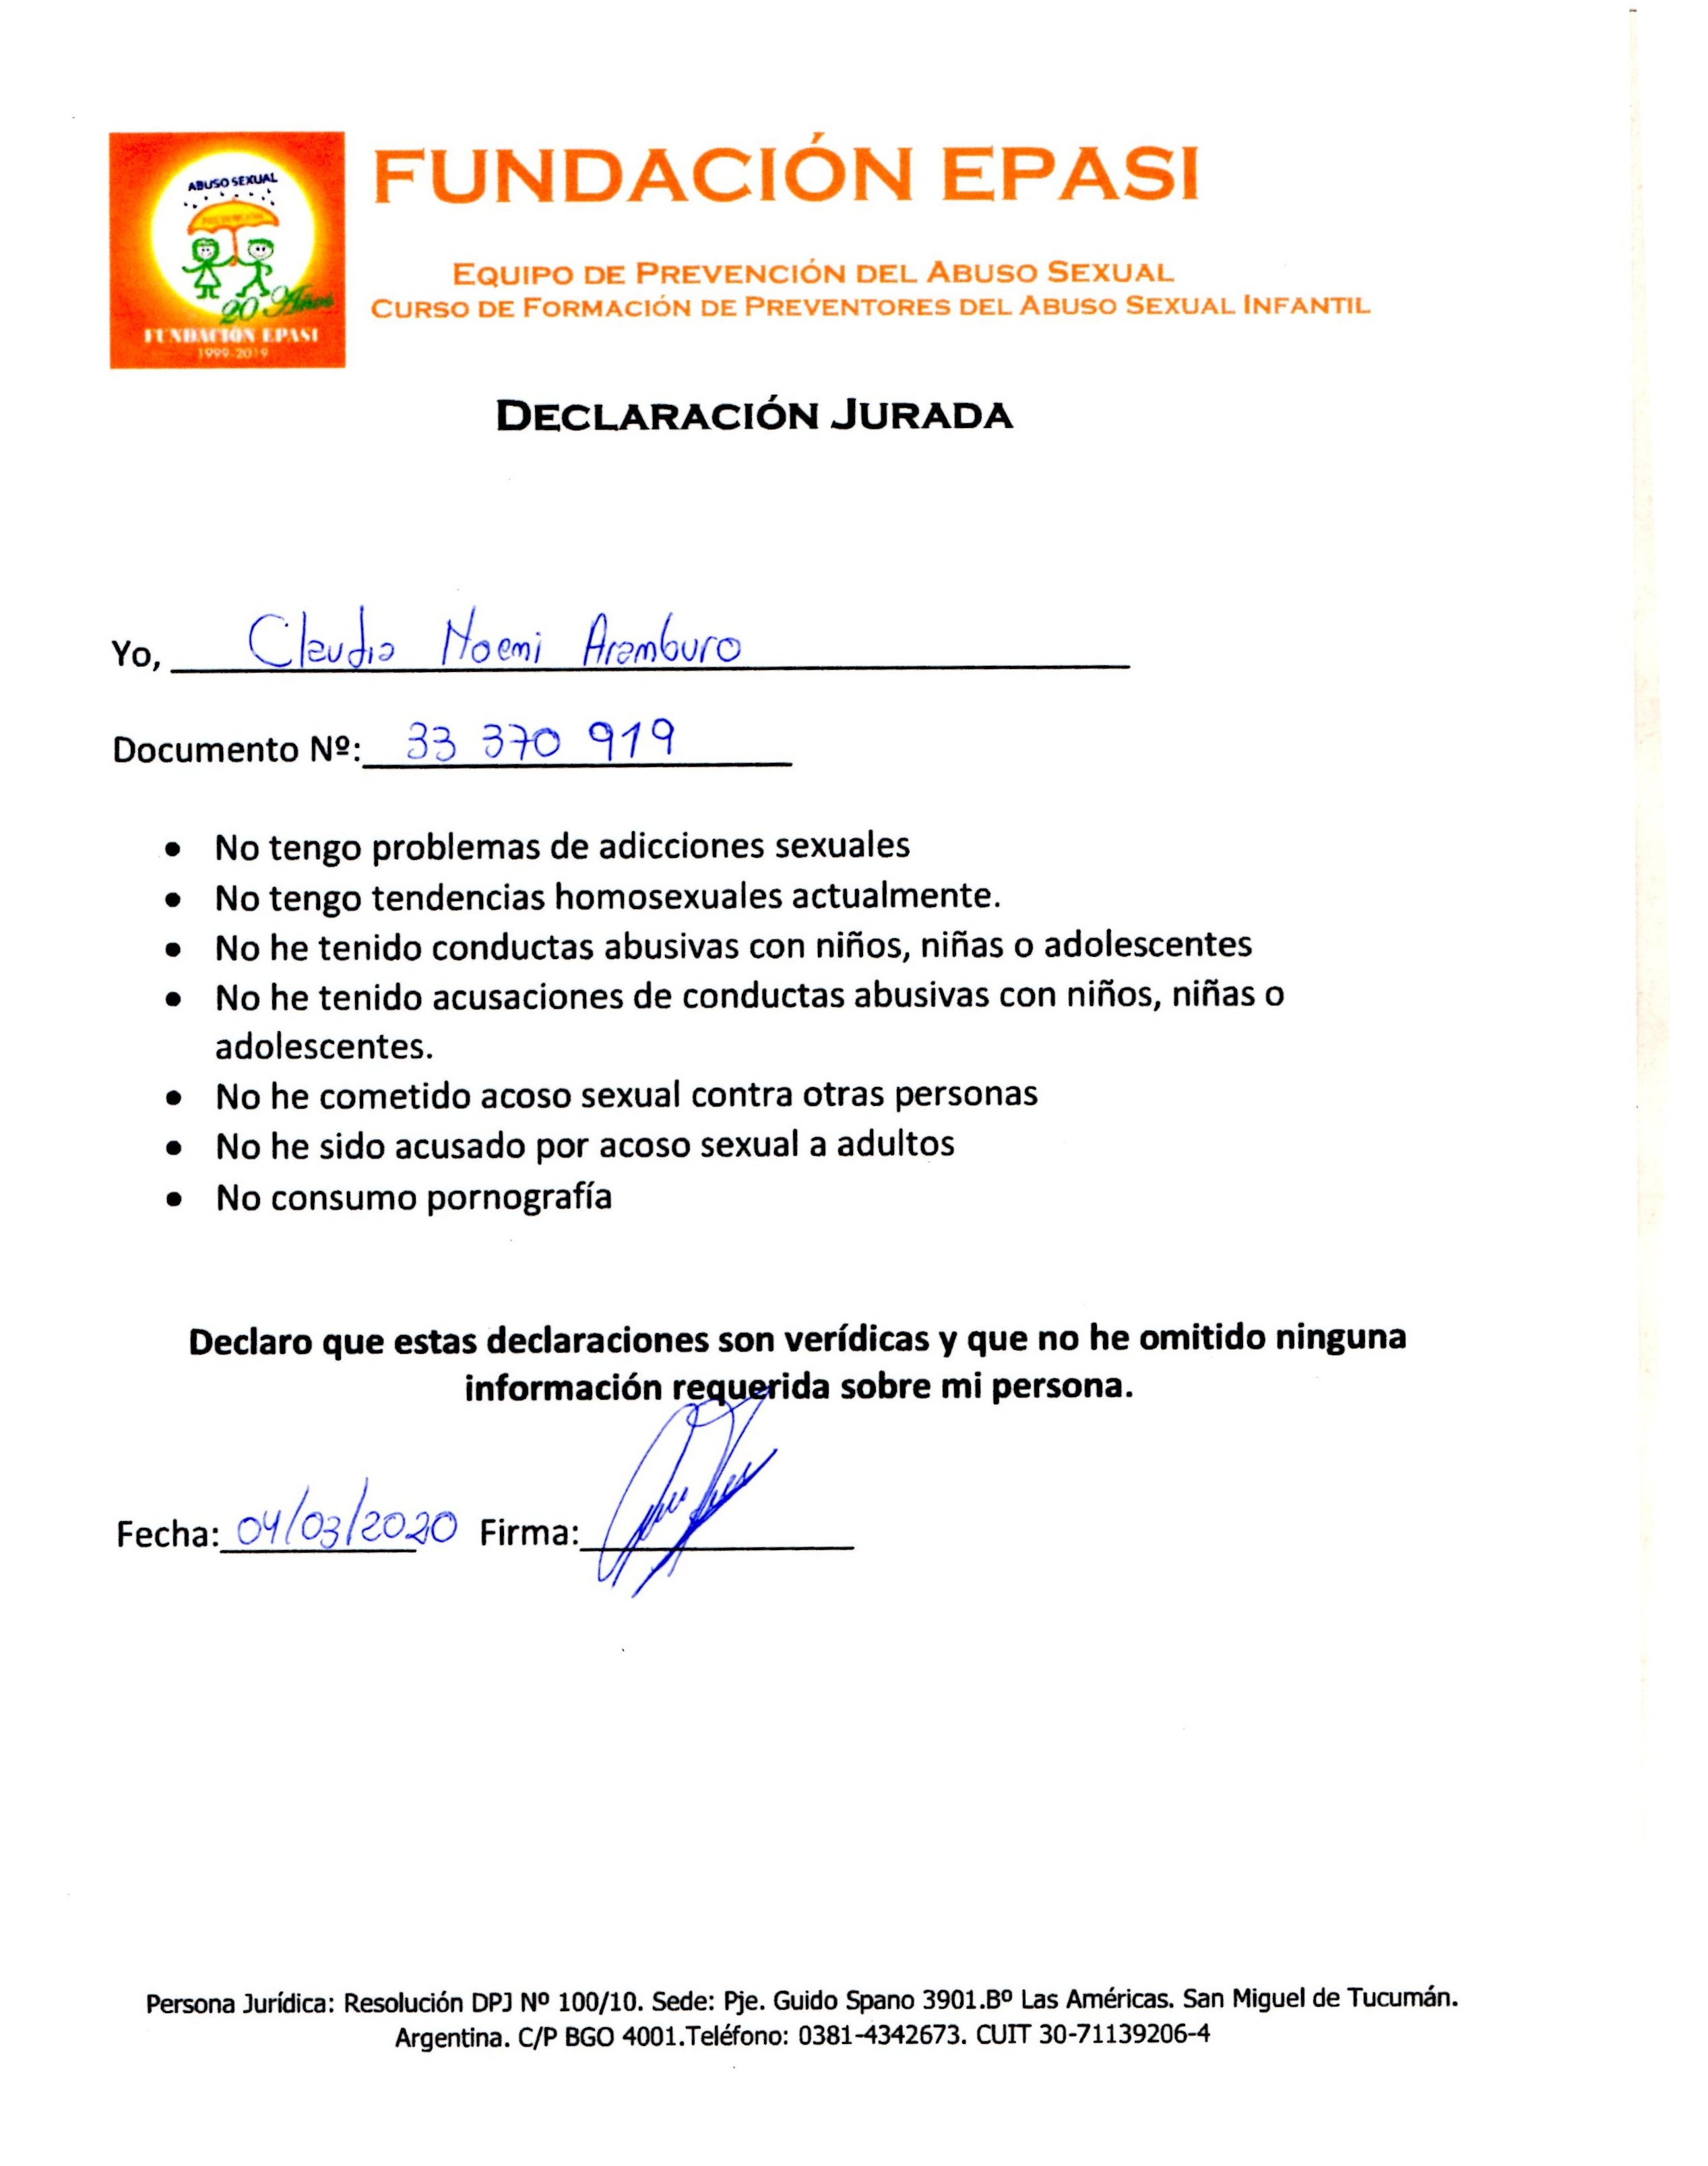 ABUSO SEXUAL
20 Años
FUNDACIÓN EPASI
1999-2019
FUNDACIÓN EPASI
EQUIPO DE PREVENCIÓN DEL ABUSO SEXUAL
CURSO DE FORMACIÓN DE PREVENTORES DEL ABUSO SEXUAL INFANTIL
DECLARACIÓN JURADA
Yo, Claudia Noemi Aramburo
Documento Nº: 33 370 919
• No tengo problemas de adicciones sexuales
• No tengo tendencias homosexuales actualmente.
• No he tenido conductas abusivas con niños, niñas o adolescentes
• No he tenido acusaciones de conductas abusivas con niños, niñas o
adolescentes.
• No he cometido acoso sexual contra otras personas
• No he sido acusado por acoso sexual a adultos
• No consumo pornografía
Declaro que estas declaraciones son verídicas y que no he omitido ninguna
información requerida sobre mi persona.
Fecha: 04/03/2020 Firma:
Persona Jurídica: Resolución DPJ Nº 100/10. Sede: Pje. Guido Spano 3901.Bº Las Américas. San Miguel de Tucumán.
Argentina. C/P BGO 4001.Teléfono: 0381-4342673. CUIT 30-71139206-4